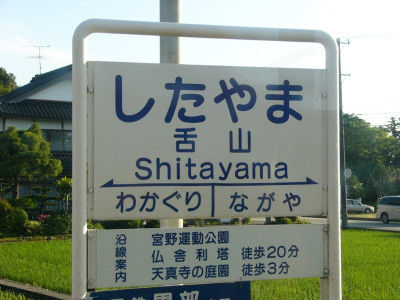 したやま
舌山
Shitayama
わかぐり ながや
沿線案内
宮野運動公園
仏舎利塔 徒歩20分
天真寺の庭園 徒歩3分